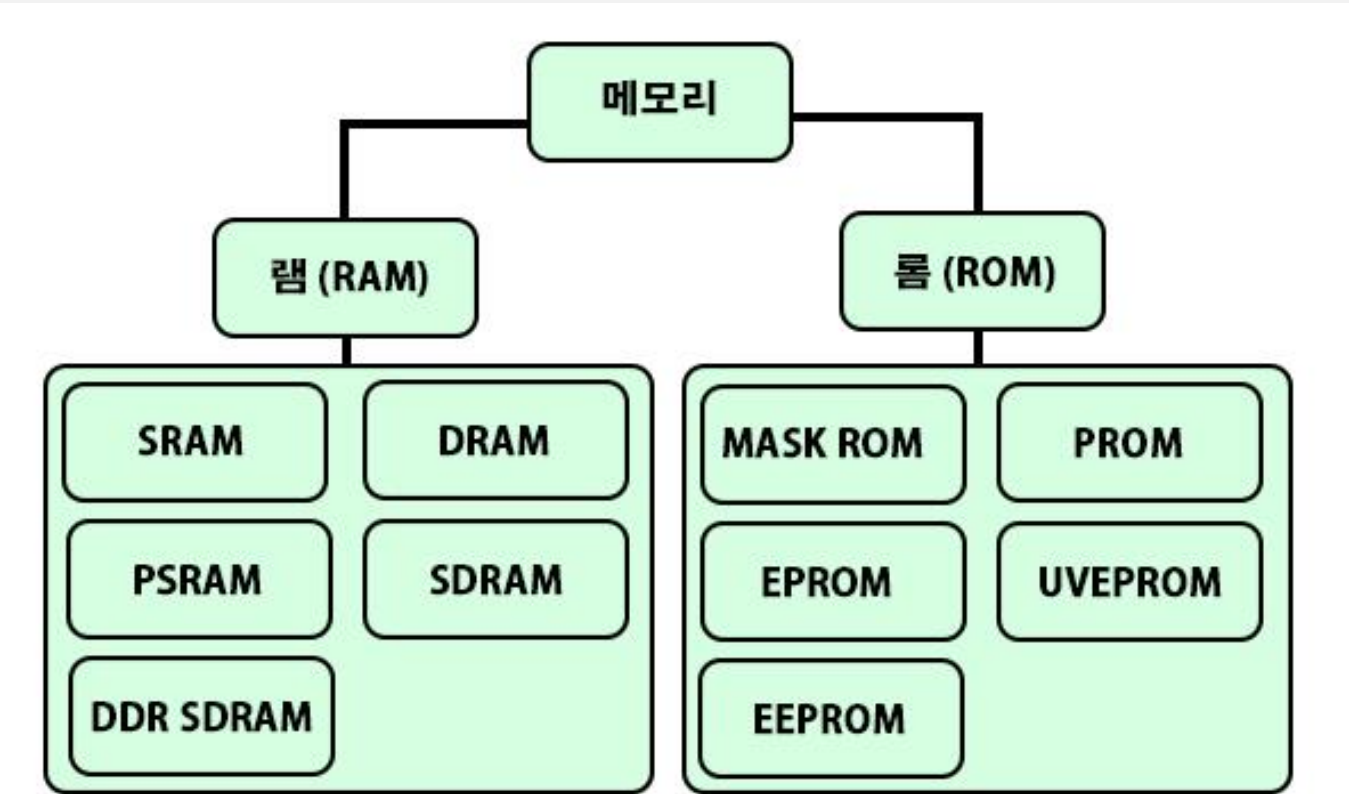 메모리
램 (RAM)
롬 (ROM)
SRAM
DRAM
PSRAM
SDRAM
DDR SDRAM
MASK ROM
PROM
EPROM
UVEPROM
EEPROM